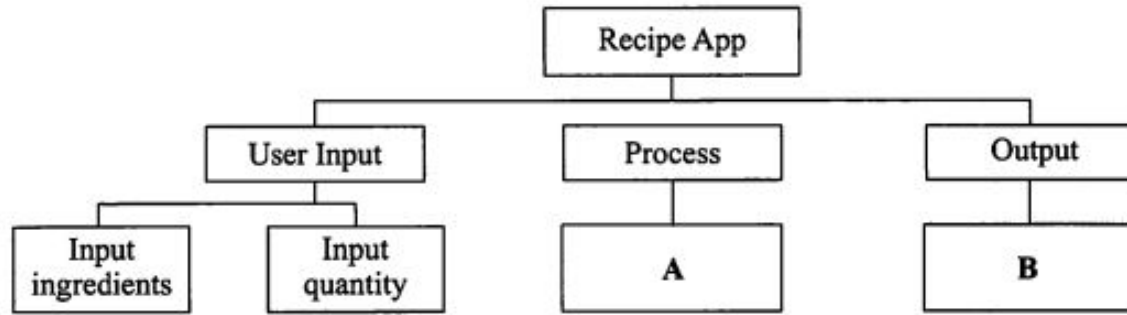 Recipe App
User Input
Process
Output
Input
ingredients
Input
quantity
A
B